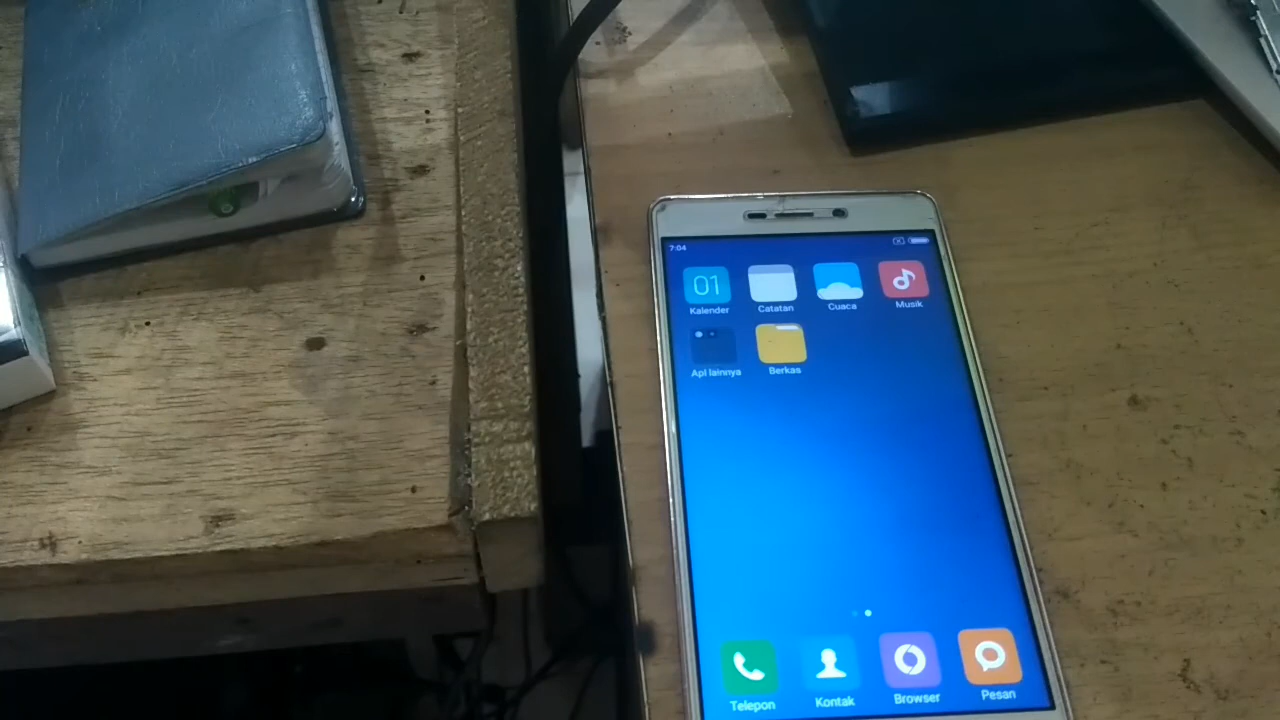 7:04
01
Kalender
Catatan
Cuaca
Musik
Apl lainnya
Berkas
Telepon
Kontak
Browser
Pesan